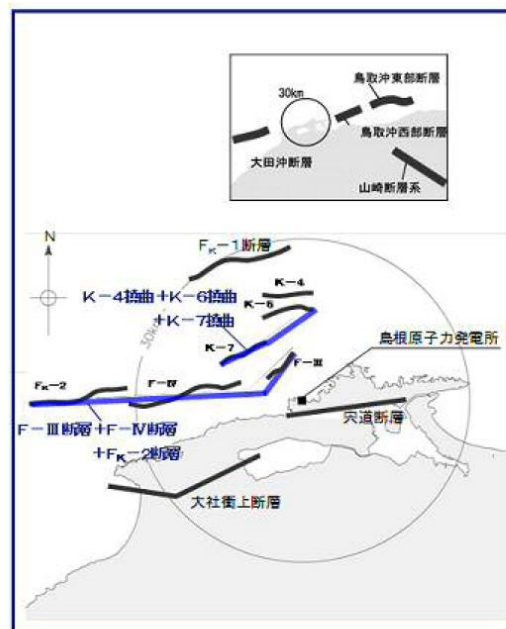 鳥取沖東部断層
30km
鳥取沖西部断層
大田沖断層
山崎断層系
N
FK－1断層
K－4
K－4撓曲＋K－6撓曲
K－6
＋K－7撓曲
島根原子力発電所
30km
K－7
F－Ⅲ
FK－2
F－Ⅳ
宍道断層
F－Ⅲ断層＋F－Ⅳ断層
＋FK－2断層
大社衝上断層